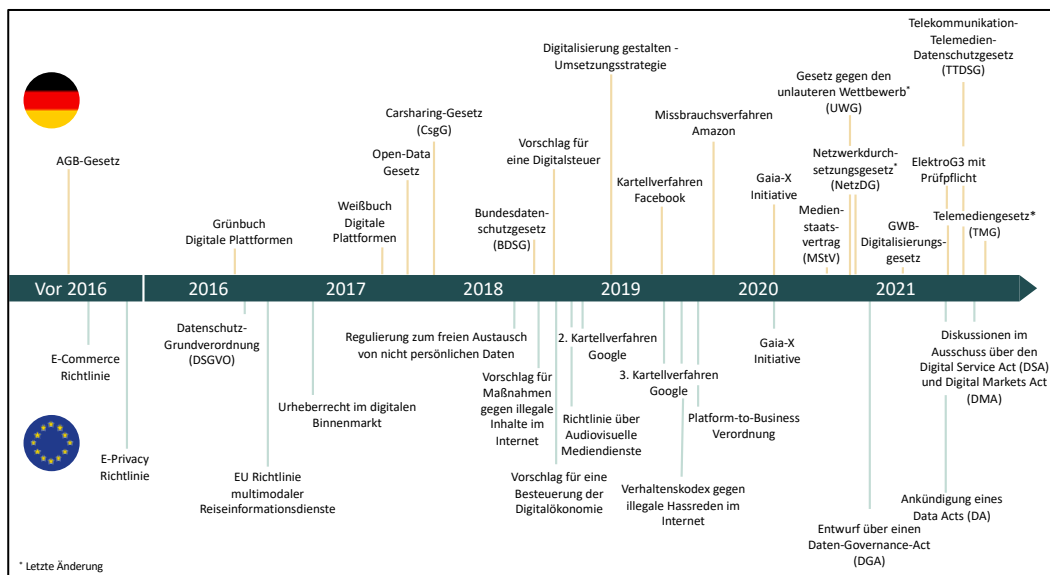 Digitalisierung gestalten -
Umsetzungsstrategie
Telekommunikation-
Telemedien-
Datenschutzgesetz
(TTDSG)
Gesetz gegen den
unlauteren Wettbewerb*
(UWG)
Carsharing-Gesetz
(CsgG)
Missbrauchsverfahren
Amazon
AGB-Gesetz
Open-Data
Gesetz
Vorschlag für
eine Digitalsteuer
Netzwerkdurch-
setzungsgesetz*
(NetzDG)
ElektroG3 mit
Prüfpflicht
Grünbuch
Digitale Plattformen
Weißbuch
Digitale
Plattformen
Bundesdaten-
schutzgesetz
(BDSG)
Kartellverfahren
Facebook
Gaia-X
Initiative
Medien-
staats-
vertrag
(MStV)
GWB-
Digitalisierungs-
gesetz
Telemediengesetz*
(TMG)
Vor 2016
2016
2017
2018
2019
2020
2021
E-Commerce
Richtlinie
E-Privacy
Richtlinie
Datenschutz-
Grundverordnung
(DSGVO)
EU Richtlinie
multimodaler
Reiseinformationsdienste
Urheberrecht im digitalen
Binnenmarkt
Regulierung zum freien Austausch
von nicht persönlichen Daten
Vorschlag für
Maßnahmen
gegen illegale
Inhalte im
Internet
Vorschlag für eine
Besteuerung der
Digitalökonomie
2. Kartellverfahren
Google
Richtlinie über
Audiovisuelle
Mediendienste
3. Kartellverfahren
Google
Verhaltenskodex gegen
illegale Hassreden im
Internet
Platform-to-Business
Verordnung
Gaia-X
Initiative
Entwurf über einen
Daten-Governance-Act
(DGA)
Diskussionen im
Ausschuss über den
Digital Service Act (DSA)
und Digital Markets Act
(DMA)
Ankündigung eines
Data Acts (DA)
* Letzte Änderung